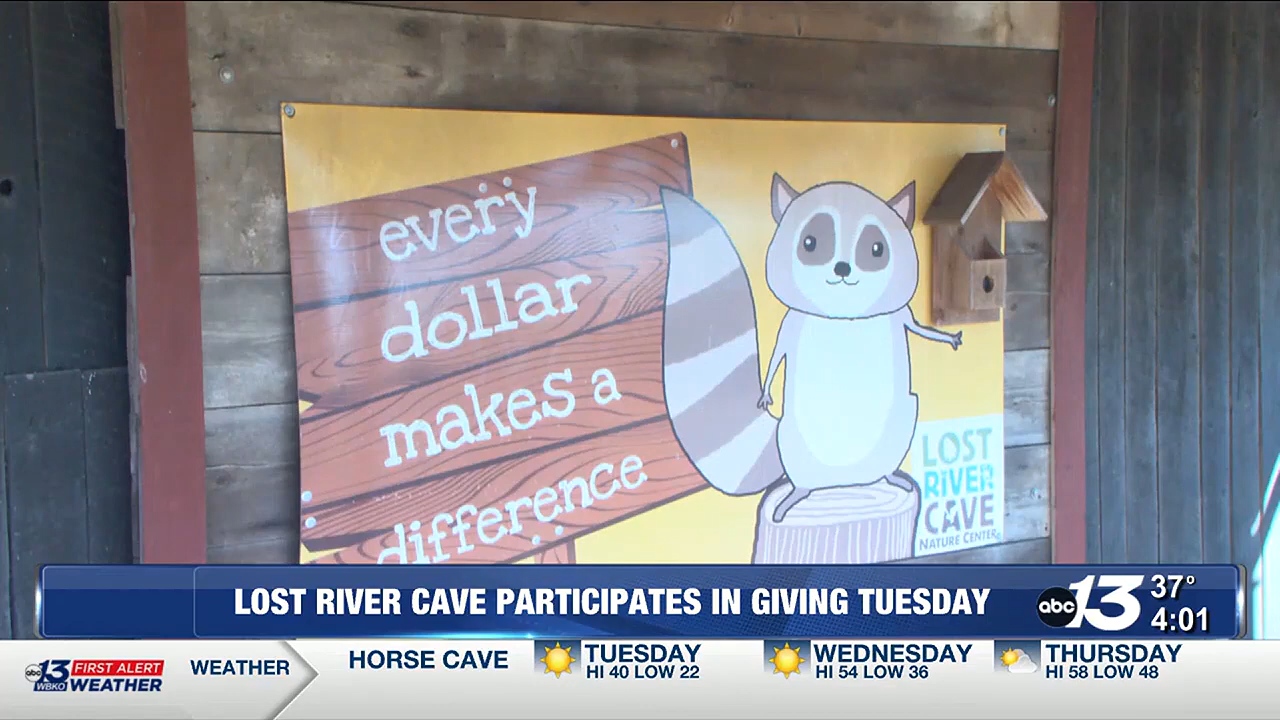 every
dollar
makes a
difference
LOST
RIVER
CAVE
NATURE CENTER
LOST RIVER CAVE PARTICIPATES IN GIVING TUESDAY
abc 13
37°
4:01
abc 13 WBKO FIRST ALERT WEATHER
WEATHER
HORSE CAVE
TUESDAY
HI 40 LOW 22
WEDNESDAY
HI 54 LOW 36
THURSDAY
HI 58 LOW 48